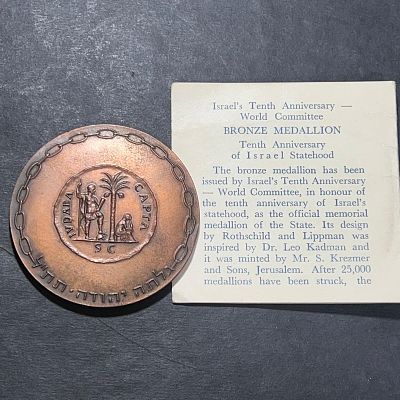 IVDAEA
CAPTA
S C
גלתה יהודה · תת״ל
Israel's Tenth Anniversary —
World Committee
BRONZE MEDALLION
Tenth Anniversary
of Israel Statehood
The bronze medallion has been
issued by Israel's Tenth Anniversary
— World Committee, in honour of
the tenth anniversary of Israel's
statehood, as the official memorial
medallion of the State. Its design
by Rothschild and Lippman was
inspired by Dr. Leo Kadman and
it was minted by Mr. S. Krezmer
and Sons, Jerusalem. After 25,000
medallions have been struck, the